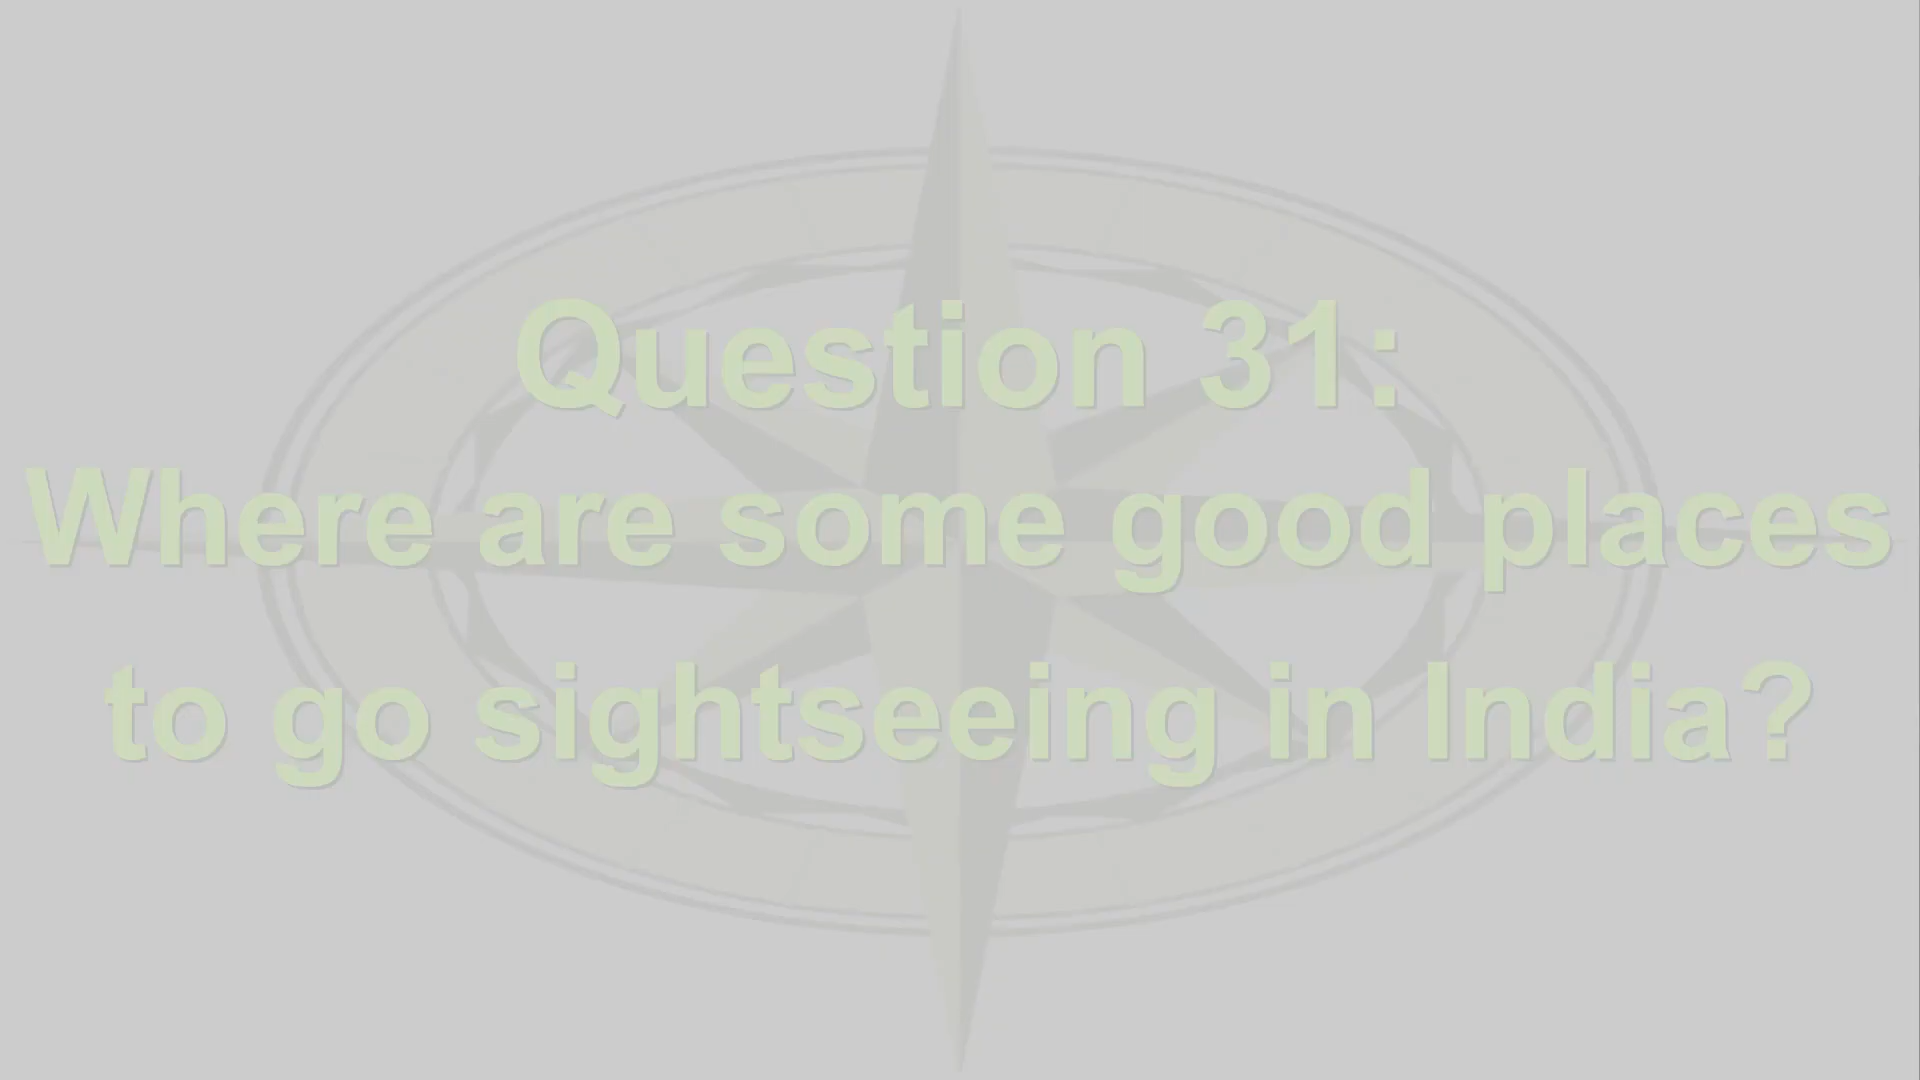 Question 31:
Where are some good places
to go sightseeing in India?